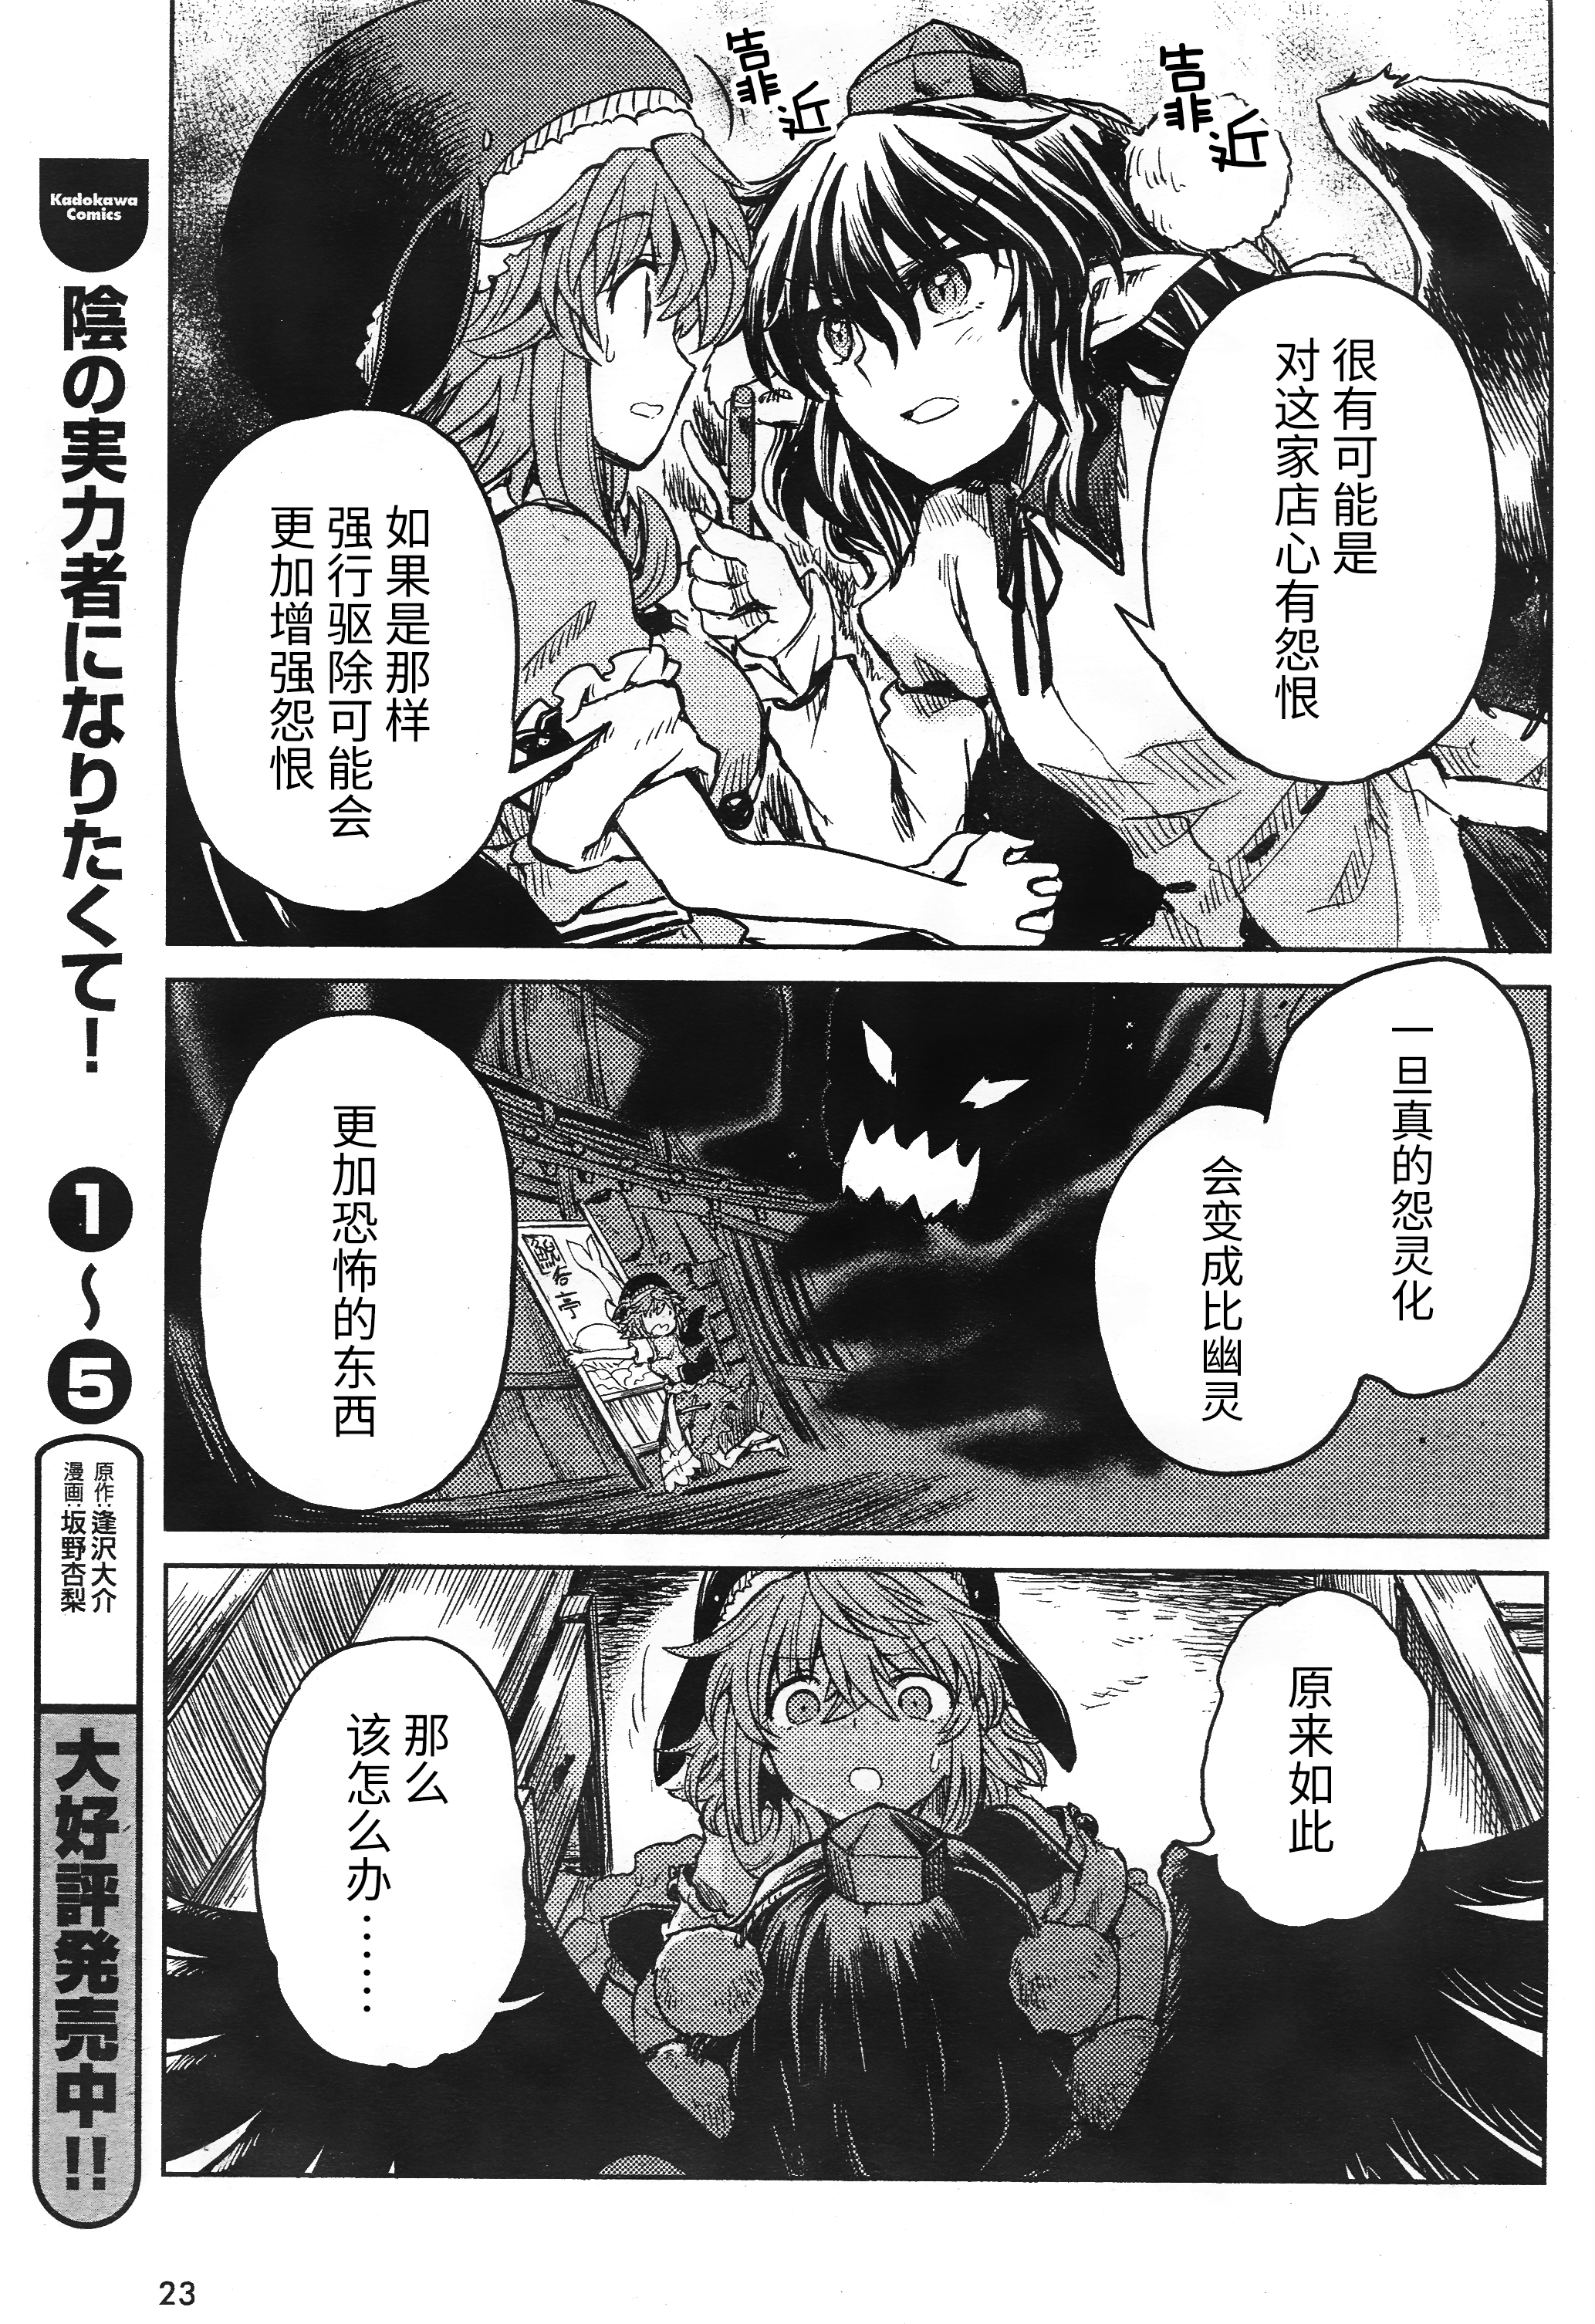 靠近
靠近
很有可能是
对这家店心有怨恨
如果是那样
强行驱除可能会
更加增强怨恨
一旦真的怨灵化
会变成比幽灵
更加恐怖的东西
鯢呑亭
原来如此
那么
该怎么办……
Kadokawa
Comics
陰の実力者になりたくて！
1～5
原作：逢沢大介
漫画：坂野杏梨
大好評発売中!!
23